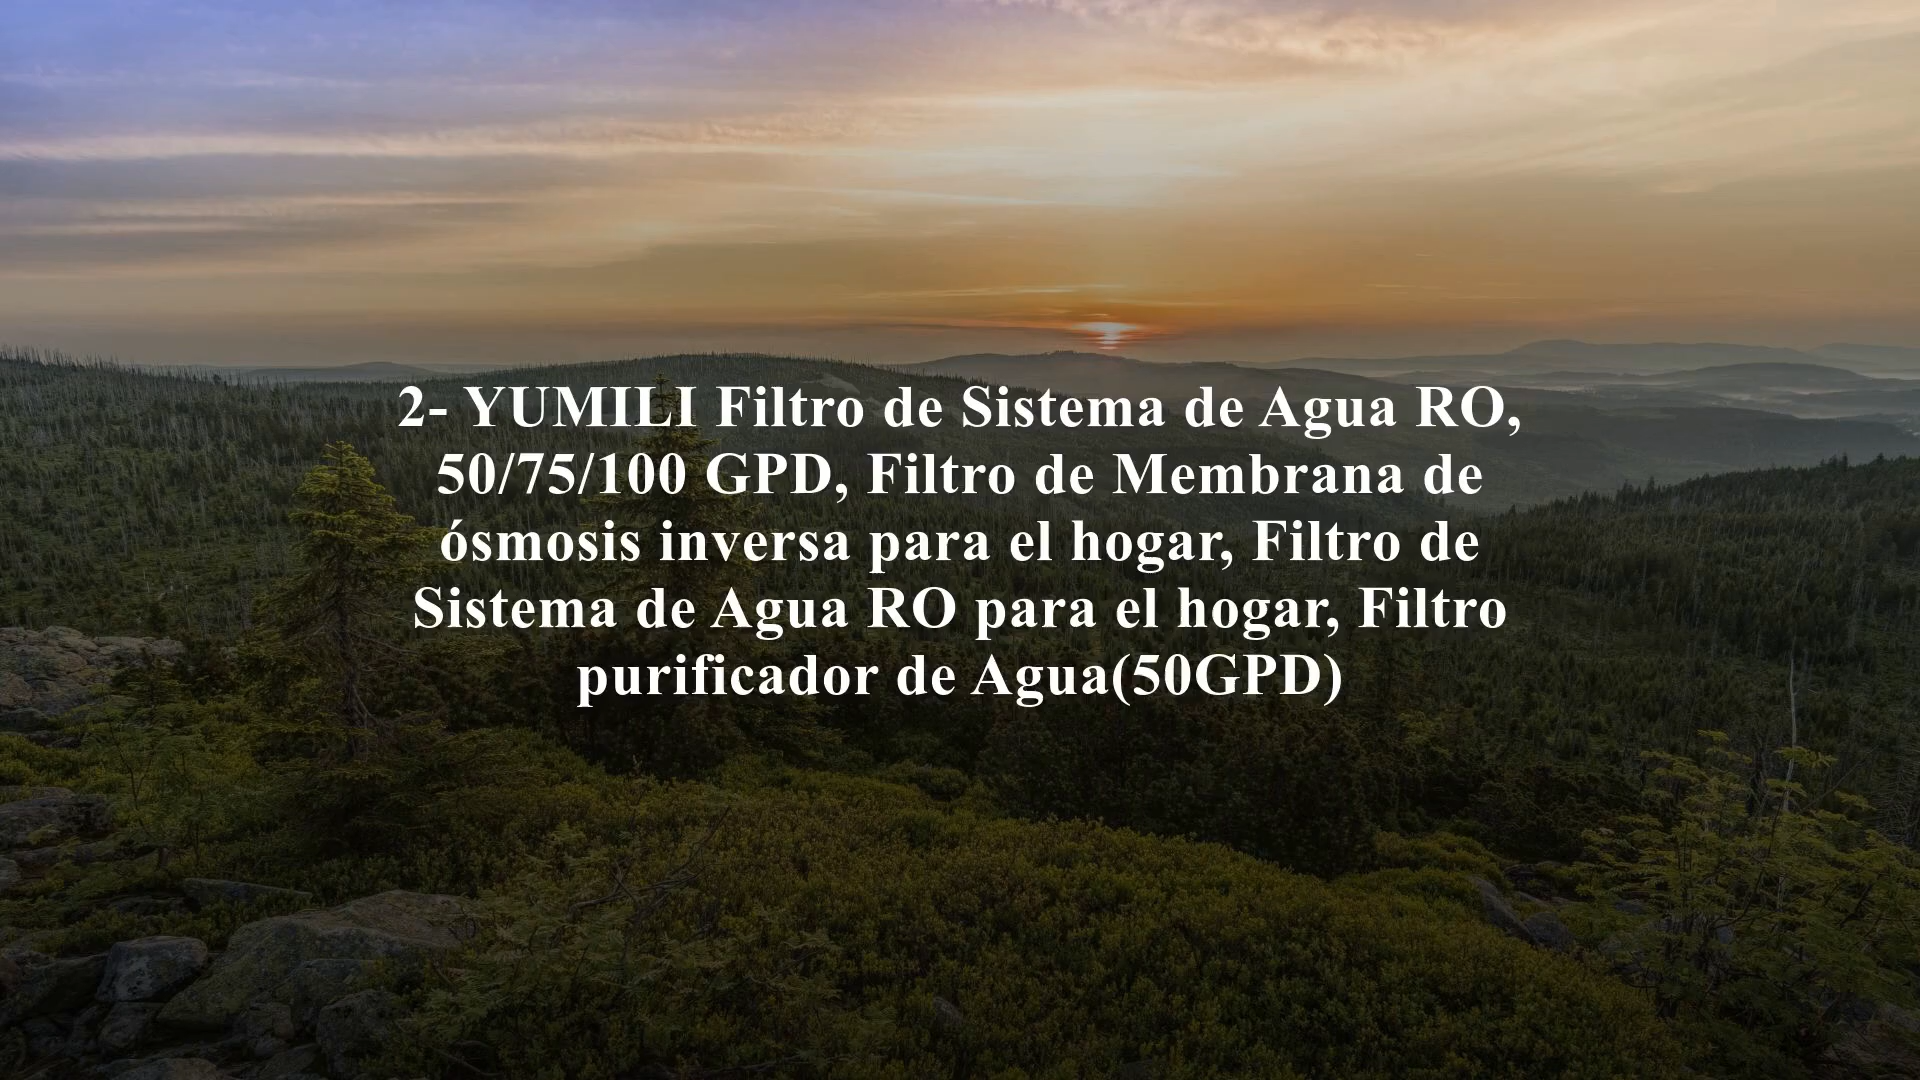 2- YUMILI Filtro de Sistema de Agua RO,
50/75/100 GPD, Filtro de Membrana de
ósmosis inversa para el hogar, Filtro de
Sistema de Agua RO para el hogar, Filtro
purificador de Agua(50GPD)